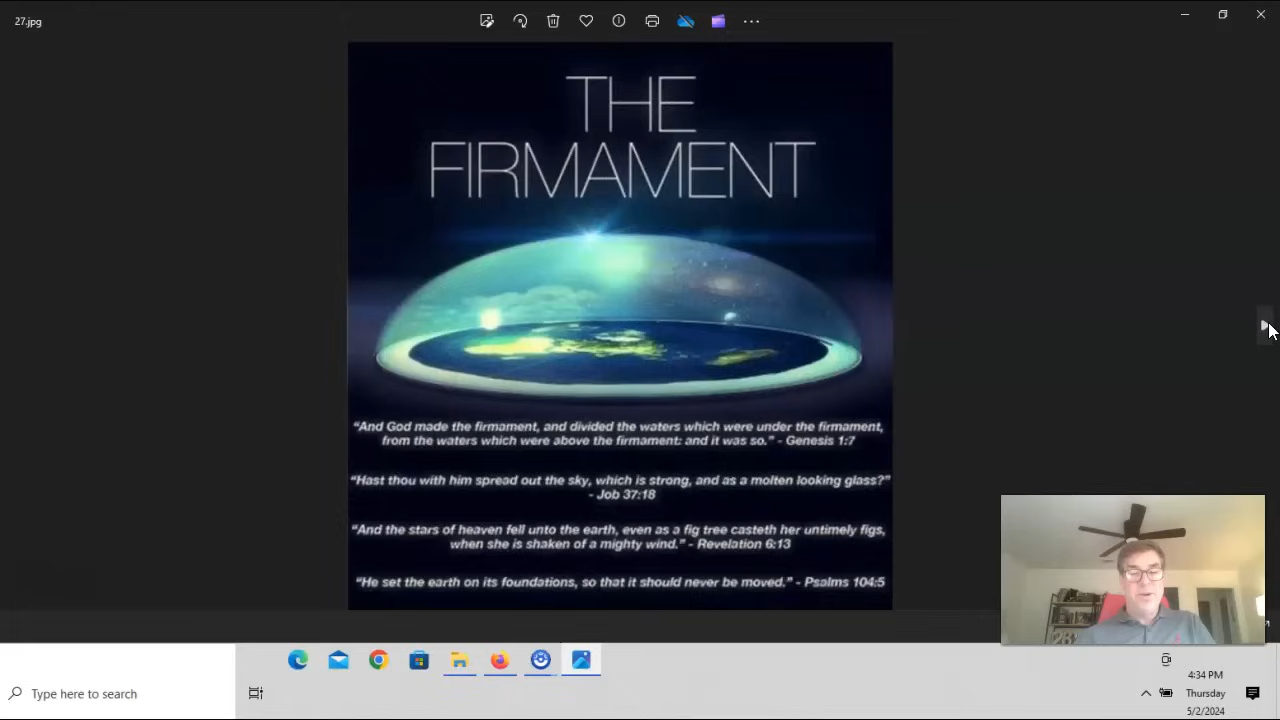 27.jpg
THE
FIRMAMENT
“And God made the firmament, and divided the waters which were under the firmament,
from the waters which were above the firmament: and it was so.” - Genesis 1:7
“Hast thou with him spread out the sky, which is strong, and as a molten looking glass?”
- Job 37:18
“And the stars of heaven fell unto the earth, even as a fig tree casteth her untimely figs,
when she is shaken of a mighty wind.” - Revelation 6:13
“He set the earth on its foundations, so that it should never be moved.” - Psalms 104:5
Type here to search
4:34 PM
Thursday
5/2/2024